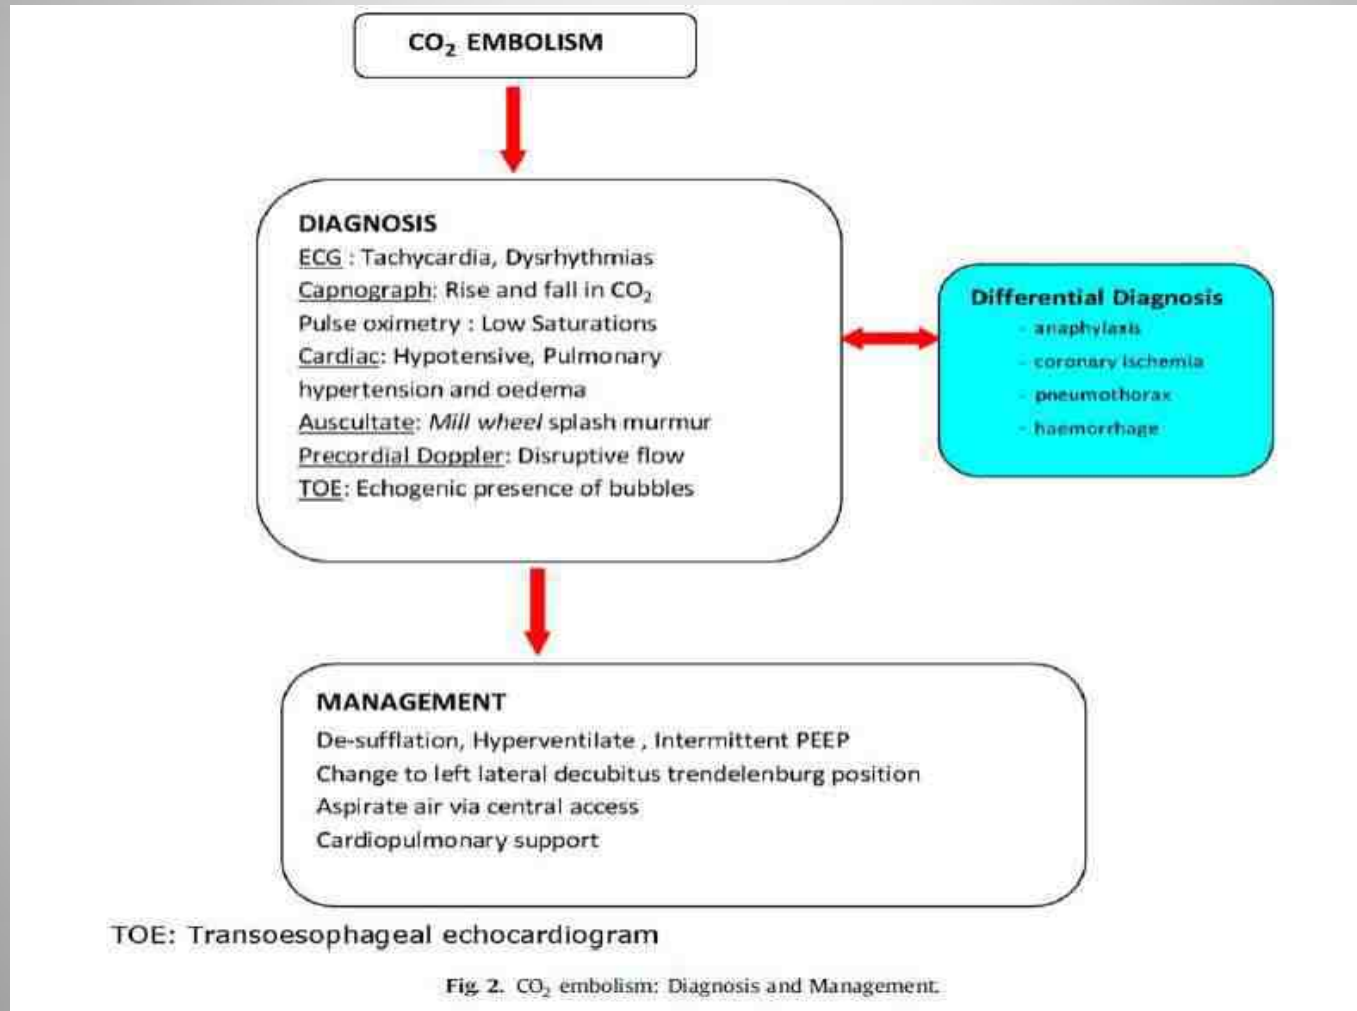 CO₂ EMBOLISM
DIAGNOSIS
ECG : Tachycardia, Dysrhythmias
Capnograph: Rise and fall in CO₂
Pulse oximetry : Low Saturations
Cardiac: Hypotensive, Pulmonary
hypertension and oedema
Auscultate: Mill wheel splash murmur
Precordial Doppler: Disruptive flow
TOE: Echogenic presence of bubbles
Differential Diagnosis
- anaphylaxis
- coronary ischemia
- pneumothorax
- haemorrhage
MANAGEMENT
De-sufflation, Hyperventilate , Intermittent PEEP
Change to left lateral decubitus trendelenburg position
Aspirate air via central access
Cardiopulmonary support
TOE: Transoesophageal echocardiogram
Fig. 2. CO₂ embolism: Diagnosis and Management.